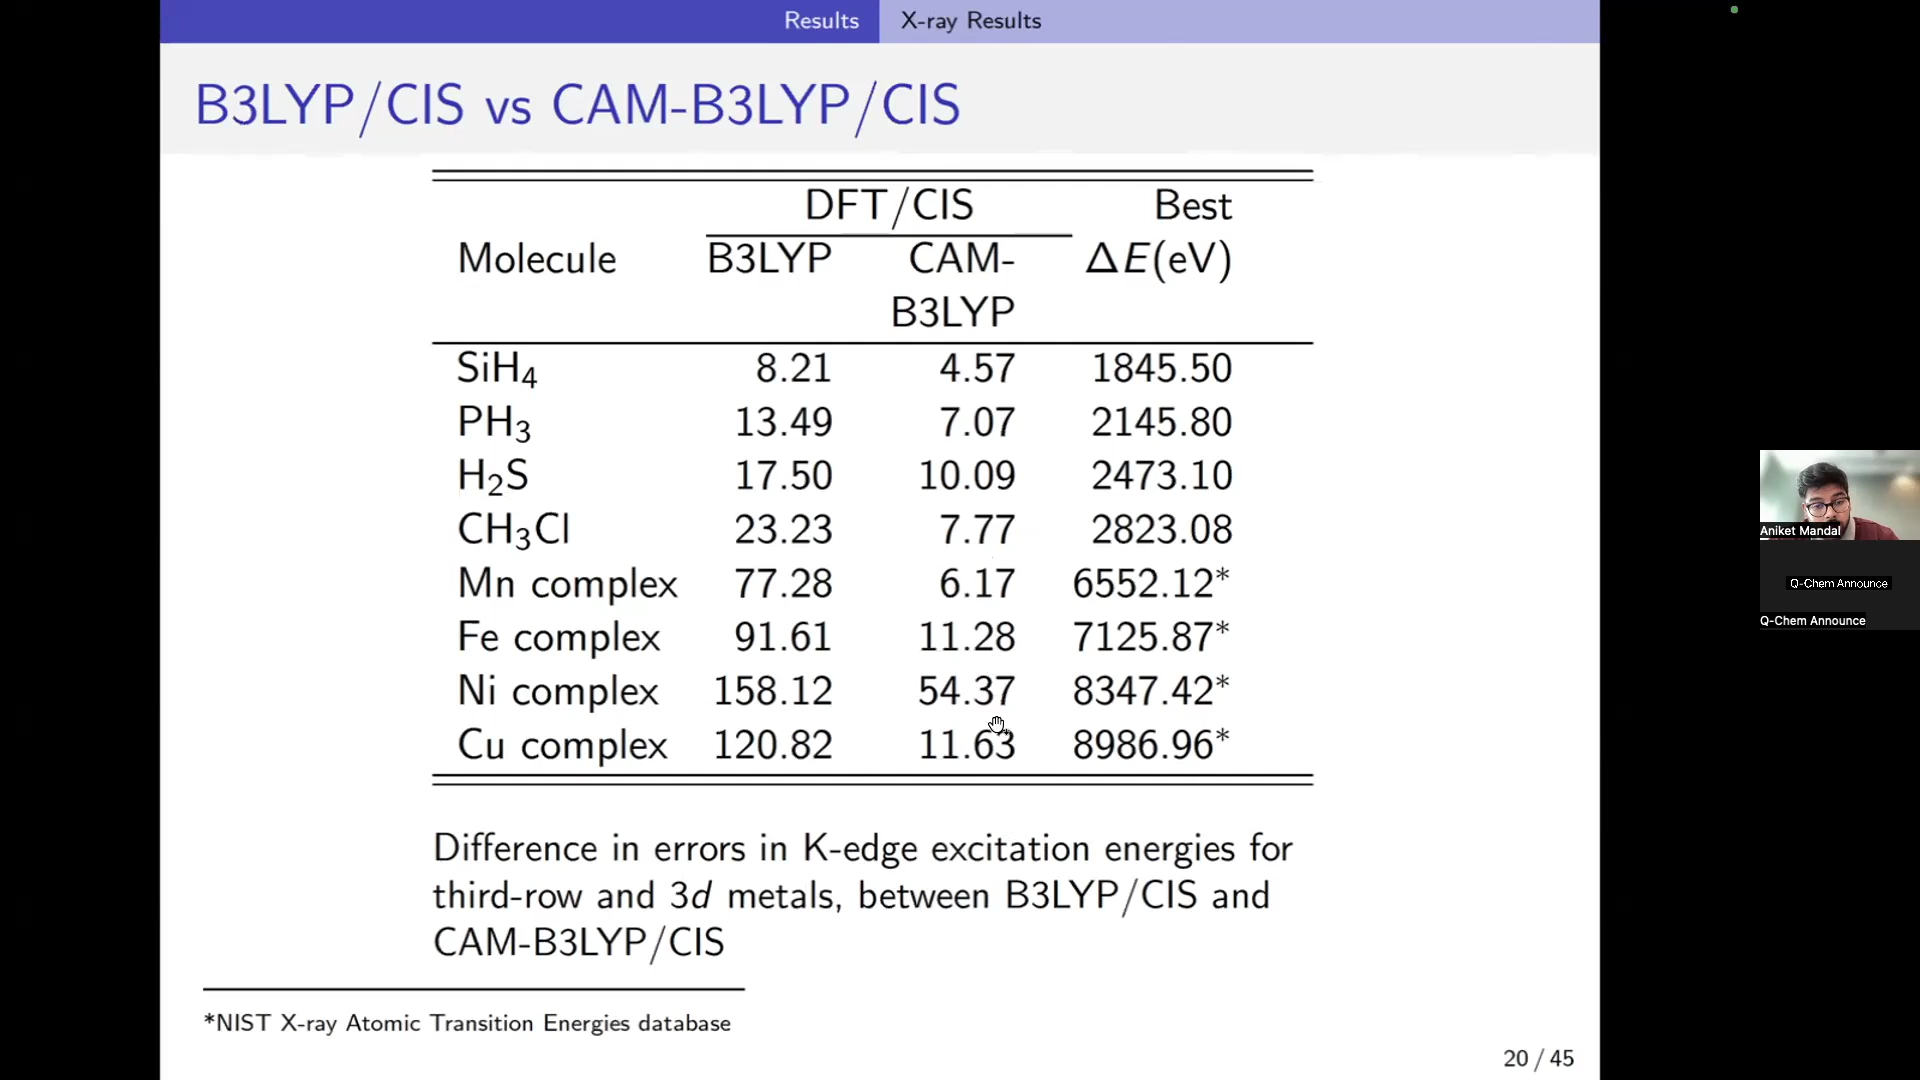 Results X-ray Results
B3LYP/CIS vs CAM-B3LYP/CIS
DFT/CIS Best
Molecule B3LYP CAM- ΔE(eV)
B3LYP
SiH₄ 8.21 4.57 1845.50
PH₃ 13.49 7.07 2145.80
H₂S 17.50 10.09 2473.10
CH₃Cl 23.23 7.77 2823.08
Mn complex 77.28 6.17 6552.12*
Fe complex 91.61 11.28 7125.87*
Ni complex 158.12 54.37 8347.42*
Cu complex 120.82 11.63 8986.96*
Difference in errors in K-edge excitation energies for
third-row and 3d metals, between B3LYP/CIS and
CAM-B3LYP/CIS
*NIST X-ray Atomic Transition Energies database
20 / 45
Aniket Mandal
Q-Chem Announce
Q-Chem Announce